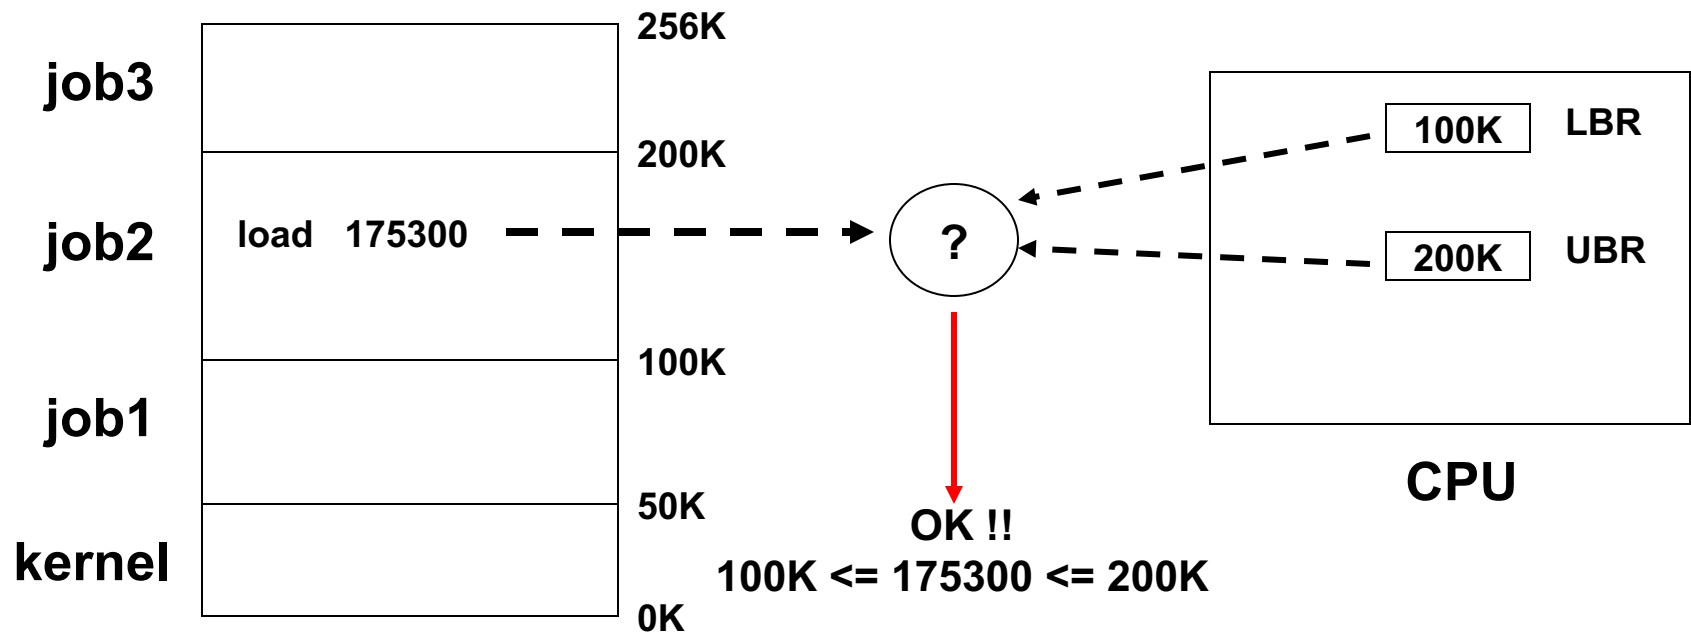 256K
job3
200K
job2
load 175300
100K
job1
50K
kernel
0K
?
OK !!
100K <= 175300 <= 200K
100K LBR
200K UBR
CPU